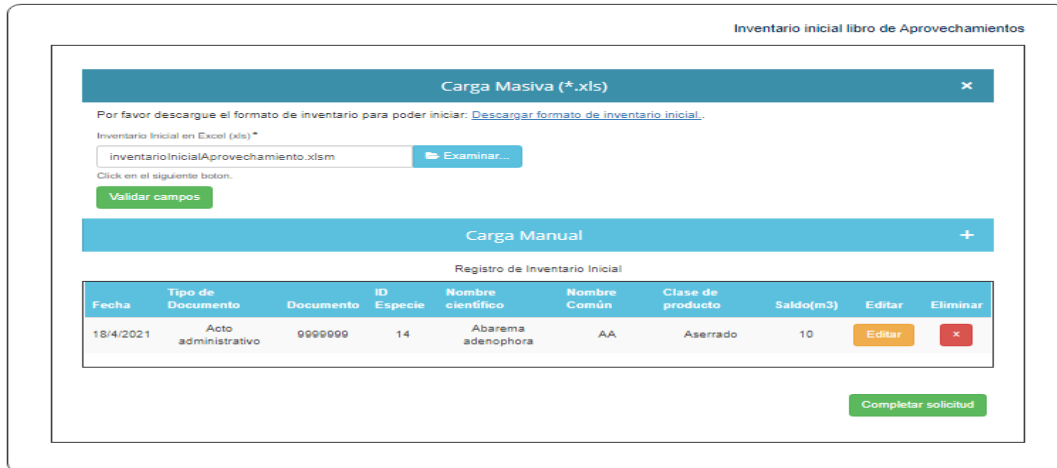 Inventario inicial libro de Aprovechamientos
Carga Masiva (*.xls) ×
Por favor descargue el formato de inventario para poder iniciar: Descargar formato de inventario inicial..
Inventario Inicial en Excel (xls) *
inventarioInicialAprovechamiento.xlsm Examinar...
Click en el siguiente boton.
Validar campos
Carga Manual +
Registro de Inventario Inicial
Fecha Tipo de Documento Documento ID Especie Nombre científico Nombre Común Clase de producto Saldo(m3) Editar Eliminar
18/4/2021 Acto administrativo 9999999 14 Abarema adenophora AA Aserrado 10 Editar ×
Completar solicitud